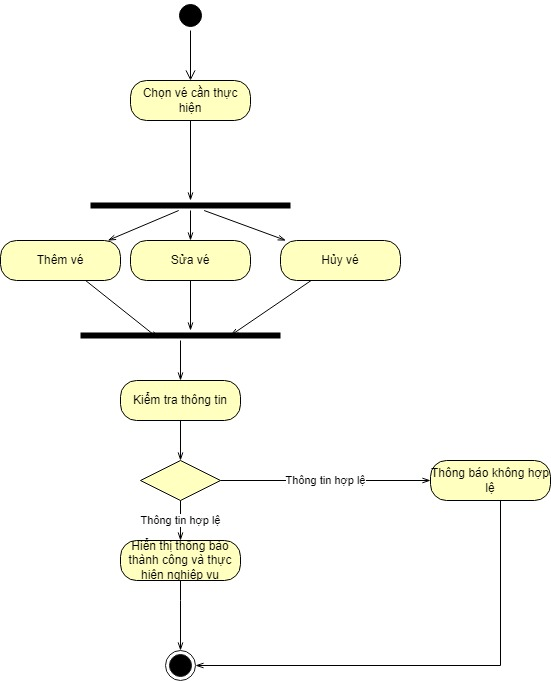 Chọn vé cần thực
hiện
Thêm vé
Sửa vé
Hủy vé
Kiểm tra thông tin
Thông tin hợp lệ
Thông báo không hợp
lệ
Thông tin hợp lệ
Hiển thị thông báo
thành công và thực
hiện nghiệp vụ